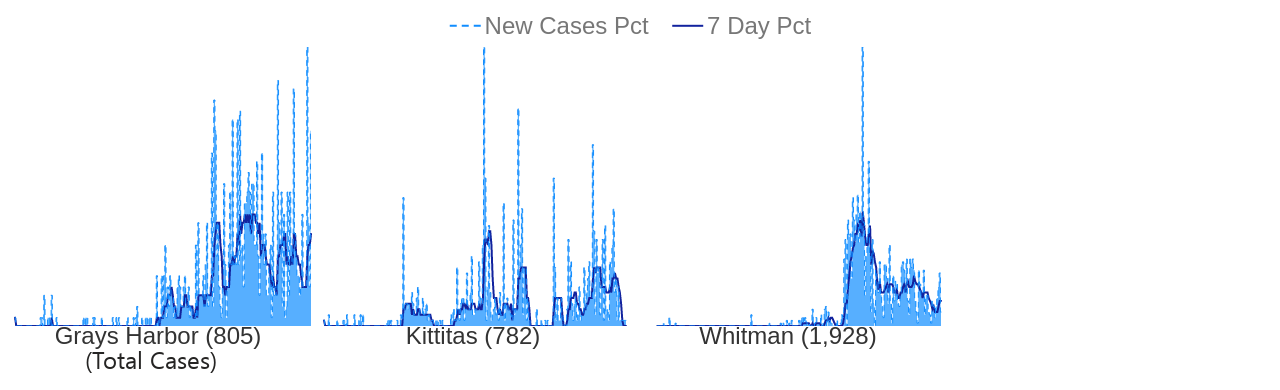 New Cases Pct 7 Day Pct
Grays Harbor (805) Kittitas (782) Whitman (1,928)
(Total Cases)